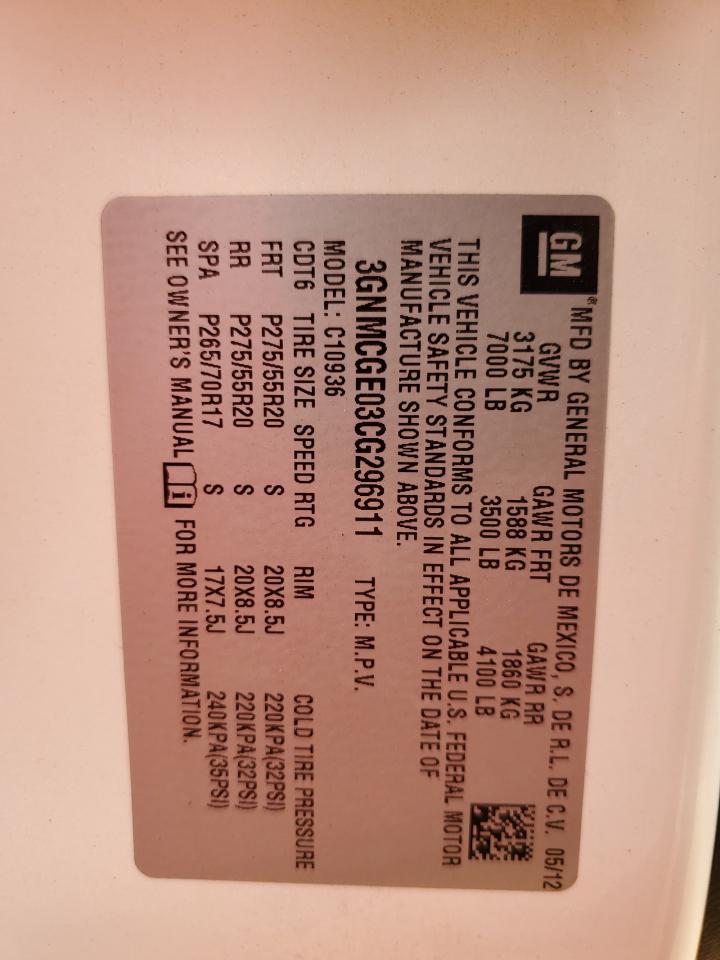 GM® MFD BY GENERAL MOTORS DE MEXICO, S. DE R.L. DE C.V. 05/12
GVWR GAWR FRT GAWR RR
3175 KG 1588 KG 1860 KG
7000 LB 3500 LB 4100 LB
THIS VEHICLE CONFORMS TO ALL APPLICABLE U.S. FEDERAL MOTOR
VEHICLE SAFETY STANDARDS IN EFFECT ON THE DATE OF
MANUFACTURE SHOWN ABOVE.
3GNMCGE03CG296911 TYPE: M.P.V.
MODEL: C10936
CDT6 TIRE SIZE SPEED RTG RIM COLD TIRE PRESSURE
FRT P275/55R20 S 20X8.5J 220KPA(32PSI)
RR P275/55R20 S 20X8.5J 220KPA(32PSI)
SPA P265/70R17 S 17X7.5J 240KPA(35PSI)
SEE OWNER'S MANUAL i FOR MORE INFORMATION.